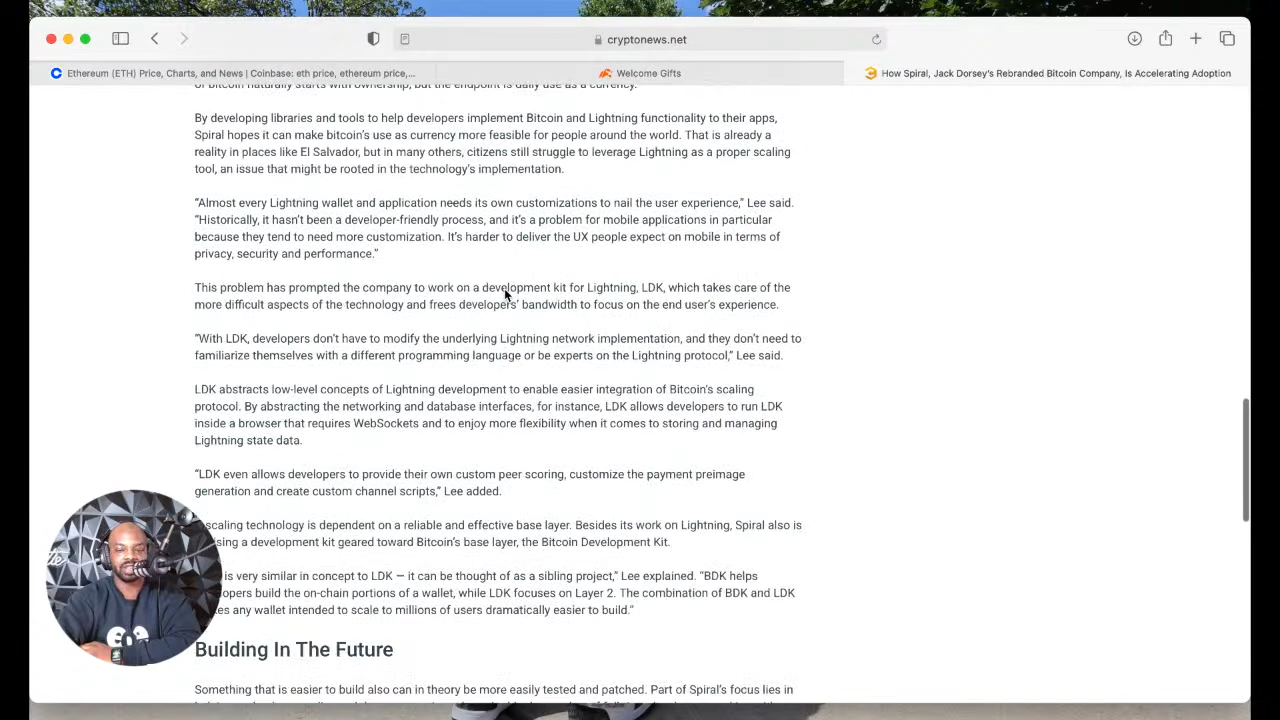 cryptonews.net
Ethereum (ETH) Price, Charts, and News | Coinbase: eth price, ethereum price,...
Welcome Gifts
How Spiral, Jack Dorsey's Rebranded Bitcoin Company, Is Accelerating Adoption
of Bitcoin naturally starts with ownership, but the endpoint is daily use as a currency.
By developing libraries and tools to help developers implement Bitcoin and Lightning functionality to their apps,
Spiral hopes it can make bitcoin's use as currency more feasible for people around the world. That is already a
reality in places like El Salvador, but in many others, citizens still struggle to leverage Lightning as a proper scaling
tool, an issue that might be rooted in the technology's implementation.
“Almost every Lightning wallet and application needs its own customizations to nail the user experience,” Lee said.
“Historically, it hasn't been a developer-friendly process, and it's a problem for mobile applications in particular
because they tend to need more customization. It's harder to deliver the UX people expect on mobile in terms of
privacy, security and performance.”
This problem has prompted the company to work on a development kit for Lightning, LDK, which takes care of the
more difficult aspects of the technology and frees developers' bandwidth to focus on the end user's experience.
“With LDK, developers don't have to modify the underlying Lightning network implementation, and they don't need to
familiarize themselves with a different programming language or be experts on the Lightning protocol,” Lee said.
LDK abstracts low-level concepts of Lightning development to enable easier integration of Bitcoin's scaling
protocol. By abstracting the networking and database interfaces, for instance, LDK allows developers to run LDK
inside a browser that requires WebSockets and to enjoy more flexibility when it comes to storing and managing
Lightning state data.
“LDK even allows developers to provide their own custom peer scoring, customize the payment preimage
generation and create custom channel scripts,” Lee added.
scaling technology is dependent on a reliable and effective base layer. Besides its work on Lightning, Spiral also is
a development kit geared toward Bitcoin's base layer, the Bitcoin Development Kit.
is very similar in concept to LDK — it can be thought of as a sibling project,” Lee explained. “BDK helps
build the on-chain portions of a wallet, while LDK focuses on Layer 2. The combination of BDK and LDK
any wallet intended to scale to millions of users dramatically easier to build.”
Building In The Future
Something that is easier to build also can in theory be more easily tested and patched. Part of Spiral's focus lies in